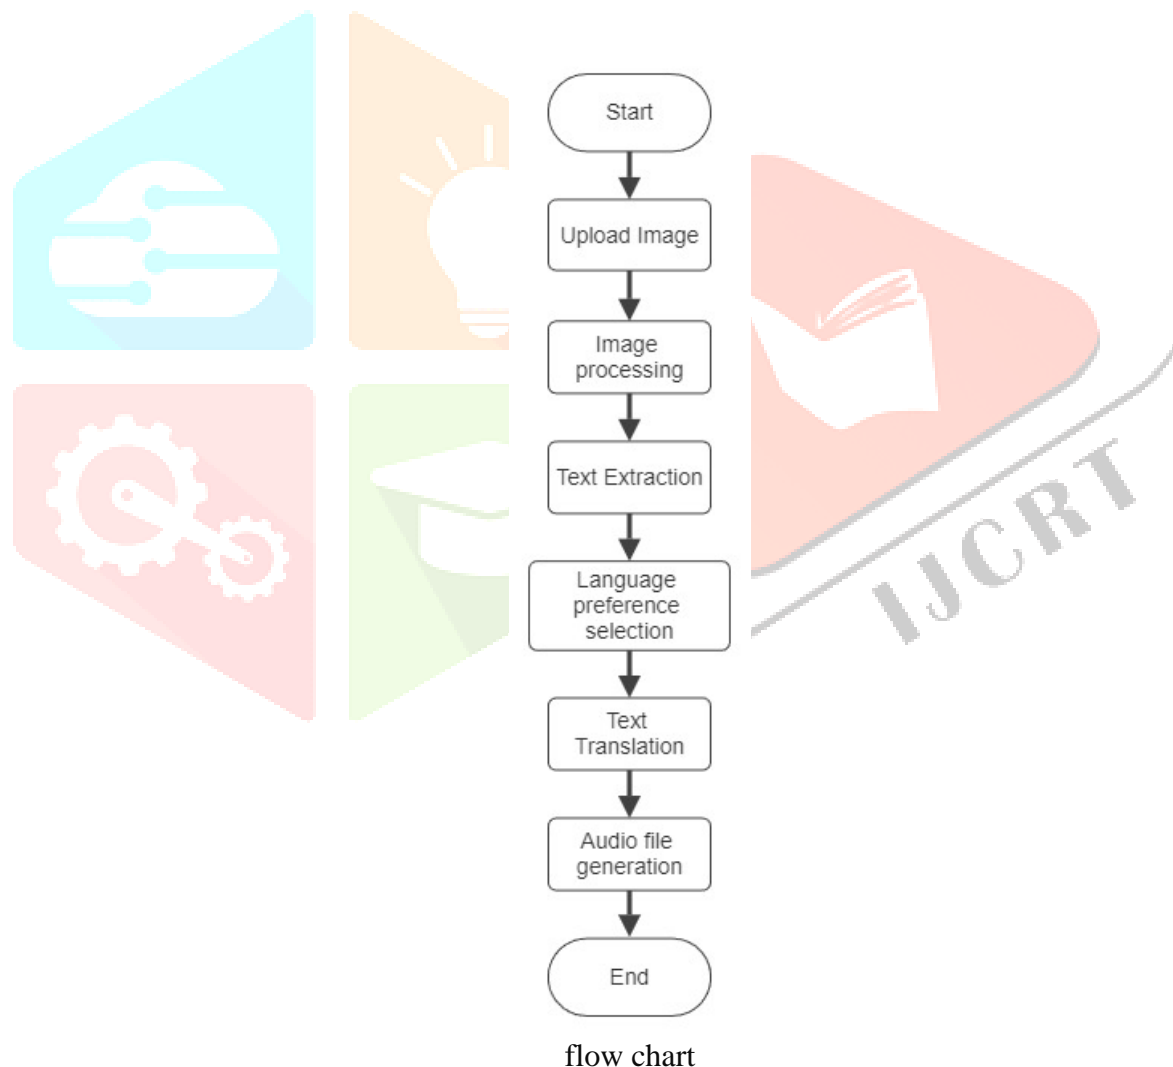 Start
Upload Image
Image
processing
Text Extraction
Language
preference
selection
Text
Translation
Audio file
generation
End
flow chart
IJCRT